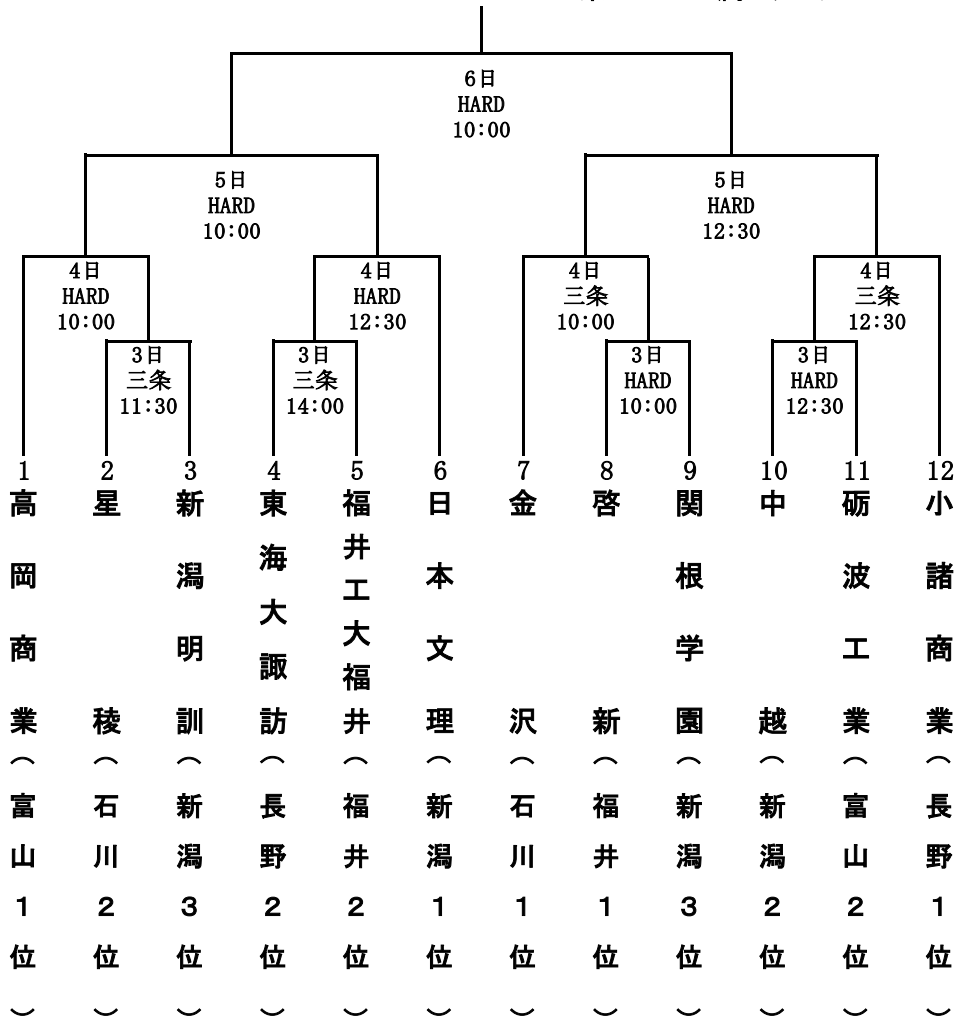 6日
HARD
10:00
5日
HARD
10:00
5日
HARD
12:30
4日
HARD
10:00
4日
HARD
12:30
4日
三条
10:00
4日
三条
12:30
3日
三条
11:30
3日
三条
14:00
3日
HARD
10:00
3日
HARD
12:30
1
高岡商業(富山1位)
2
星稜(石川2位)
3
新潟明訓(新潟3位)
4
東海大諏訪(長野2位)
5
福井工大福井(福井2位)
6
日本文理(新潟1位)
7
金沢(石川1位)
8
啓新(福井1位)
9
関根学園(新潟3位)
10
中越(新潟2位)
11
砺波工業(富山2位)
12
小諸商業(長野1位)